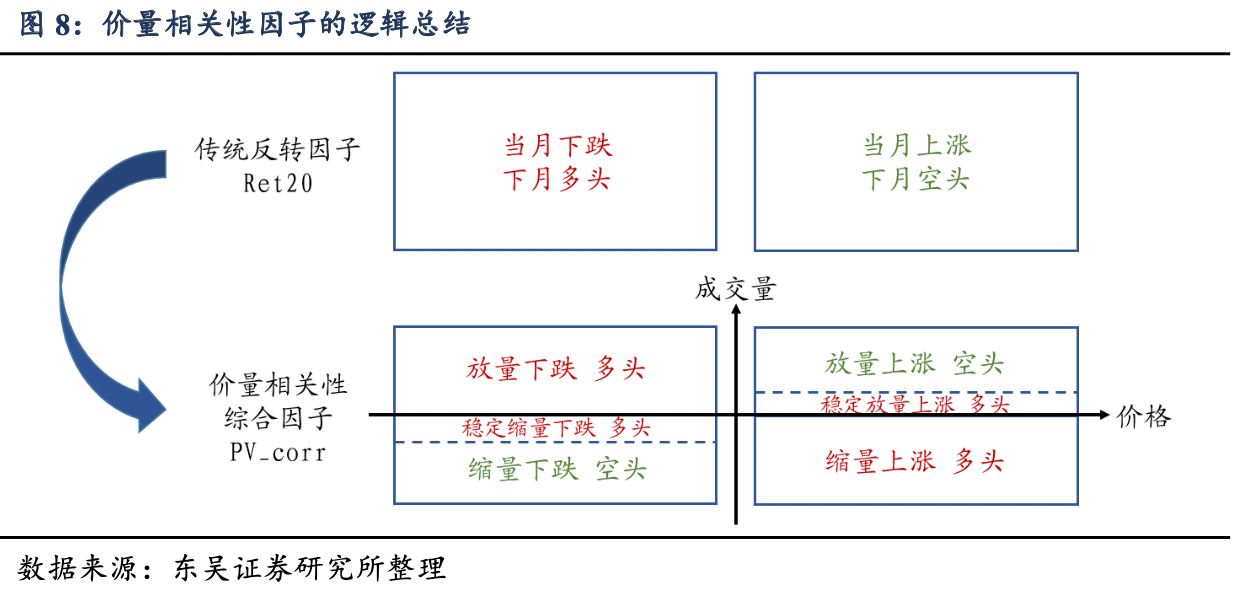 图 8：价量相关性因子的逻辑总结
传统反转因子
Ret20
当月下跌
下月多头
当月上涨
下月空头
成交量
价量相关性
综合因子
PV_corr
放量下跌 多头
稳定缩量下跌 多头
缩量下跌 空头
放量上涨 空头
稳定放量上涨 多头
缩量上涨 多头
价格
数据来源：东吴证券研究所整理